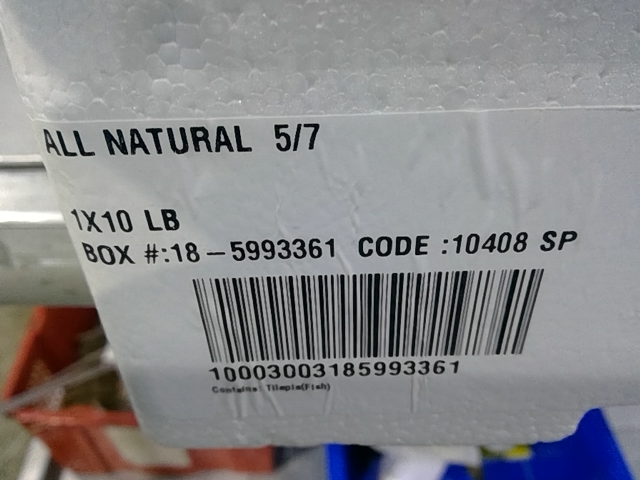 ALL NATURAL 5/7
1X10 LB
BOX #:18-5993361 CODE :10408 SP
10003003185993361
Contains: Tilapia(Fish)